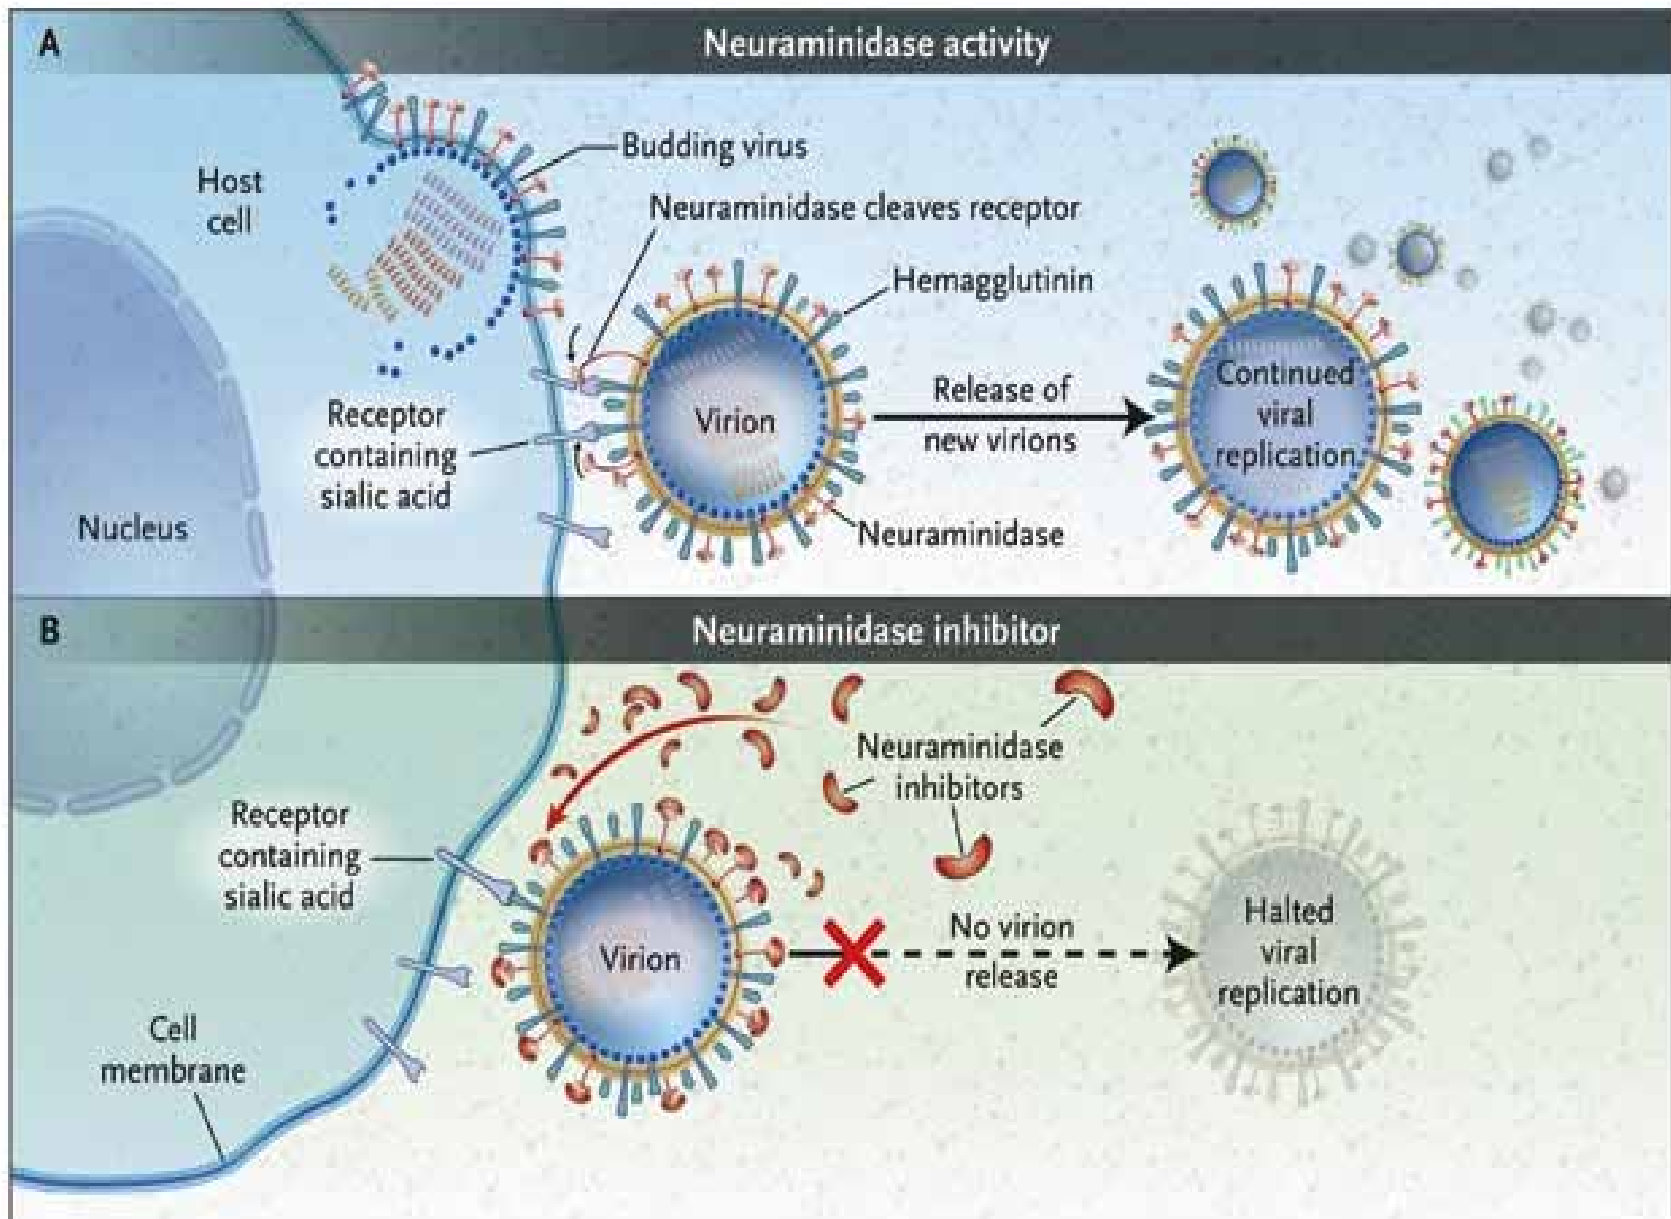 A
Neuraminidase activity
Budding virus
Host
cell
Neuraminidase cleaves receptor
Hemagglutinin
Receptor
containing
sialic acid
Virion
Release of
new virions
Continued
viral
replication
Nucleus
Neuraminidase
B
Neuraminidase inhibitor
Neuraminidase
inhibitors
Receptor
containing
sialic acid
Virion
No virion
release
Halted
viral
replication
Cell
membrane